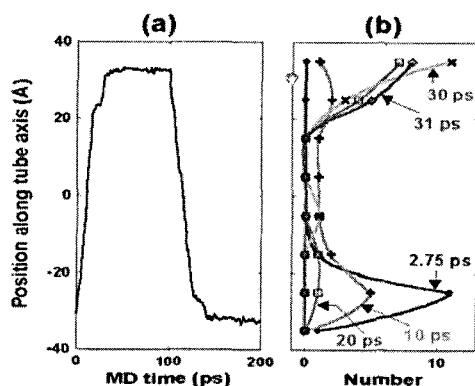 (a)
(b)
Position along tube axis (Å)
40
20
0
-20
-40
0
100
200
MD time (ps)
30 ps
31 ps
2.75 ps
20 ps
10 ps
0
5
10
Number